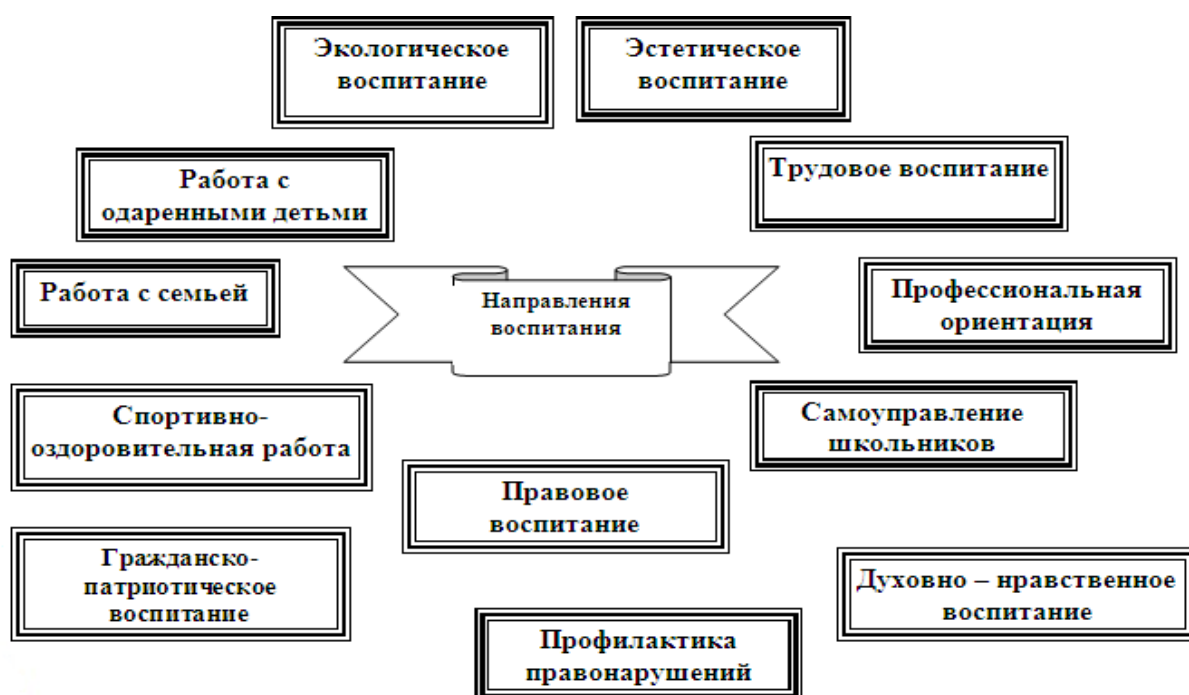 Экологическое
воспитание
Эстетическое
воспитание
Трудовое воспитание
Работа с
одаренными детьми
Работа с семьей
Направления
воспитания
Профессиональная
ориентация
Спортивно-
оздоровительная работа
Самоуправление
школьников
Правовое
воспитание
Гражданско-
патриотическое
воспитание
Духовно – нравственное
воспитание
Профилактика
правонарушений